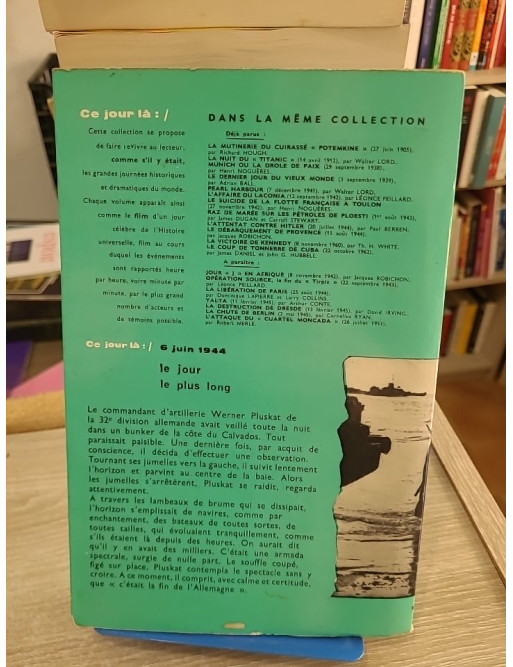 Ce jour là : /
Cette collection se propose
de faire revivre au lecteur,
comme s'il y était,
les grandes journées historiques
et dramatiques du monde.
Chaque volume apparaît ainsi
comme le film d'un jour
célèbre de l'Histoire
universelle, film au cours
duquel les événements
sont rapportés heure
par heure, voire minute par
minute, par le plus grand
nombre d'acteurs et
de témoins possible.
DANS LA MÊME COLLECTION
Déjà parus :
LA MUTINERIE DU CUIRASSÉ « POTEMKINE » (27 juin 1905),
par Richard HOUGH.
LA NUIT DU « TITANIC » (14 avril 1912), par Walter LORD.
MUNICH OU LA DROLE DE PAIX (29 septembre 1938),
par Henri NOGUÈRES.
LE DERNIER JOUR DU VIEUX MONDE (3 septembre 1939),
par Adrian BALL.
PEARL HARBOUR (7 décembre 1941), par Walter LORD.
L'AFFAIRE DU LACONIA (12 septembre 1942), par LÉONCE PEILLARD.
LE SUICIDE DE LA FLOTTE FRANÇAISE A TOULON
(27 novembre 1942), par Henri NOGUÈRES.
RAZ DE MARÉE SUR LES PÉTROLES DE PLOESTI (1er août 1943),
par James DUGAN et Carroll STEWART.
L'ATTENTAT CONTRE HITLER (20 juillet 1944), par Paul BERBEN.
LE DÉBARQUEMENT DE PROVENCE (15 août 1944),
par Jacques ROBICHON.
LA VICTOIRE DE KENNEDY (8 novembre 1960), par Th. H. WHITE.
LE COUP DE TONNERRE DE CUBA (22 octobre 1962),
par James DANIEL et John G. HUBBELL.
A paraître :
JOUR « J » EN AFRIQUE (8 novembre 1942), par Jacques ROBICHON.
OPÉRATION SOURCE, la fin du « Tirpitz » (22 septembre 1943),
par Léonce PEILLARD.
LA LIBÉRATION DE PARIS (25 août 1944),
par Dominique LAPIERRE et Larry COLLINS.
YALTA (11 février 1945), par Arthur CONTE.
LA DESTRUCTION DE DRESDE (13 février 1945), par David IRVING.
LA CHUTE DE BERLIN (2 mai 1945), par Cornelius RYAN.
L'ATTAQUE DU « CUARTEL MONCADA » (26 juillet 1953),
par Robert MERLE.
Ce jour là : / 6 juin 1944
le jour
le plus long
Le commandant d'artillerie Werner Pluskat de
la 32e division allemande avait veillé toute la nuit
dans un bunker de la côte du Calvados. Tout
paraissait paisible. Une dernière fois, par acquit de
conscience, il décida d'effectuer une observation.
Tournant ses jumelles vers la gauche, il suivit lentement
l'horizon et parvint au centre de la baie. Alors
les jumelles s'arrêtèrent, Pluskat se raidit, regarda
attentivement.
A travers les lambeaux de brume qui se dissipait,
l'horizon s'emplissait de navires, comme par
enchantement, des bateaux de toutes sortes, de
toutes tailles, qui évoluaient tranquillement, comme
s'ils étaient là depuis des heures. On aurait dit
qu'il y en avait des milliers. C'était une armada
spectrale, surgie de nulle part. Le souffle coupé,
figé sur place, Pluskat contempla le spectacle sans y
croire. A ce moment, il comprit, avec calme et certitude,
que « c'était la fin de l'Allemagne ».